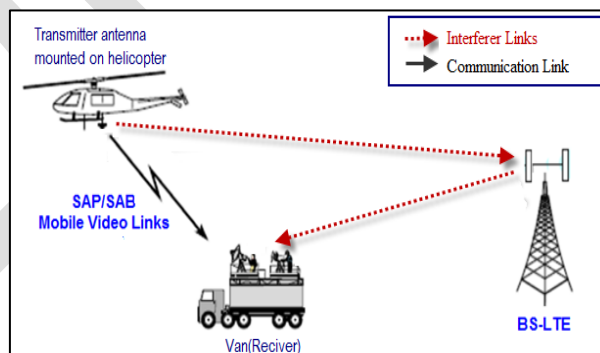 Transmitter antenna
mounted on helicopter
Interferer Links
Communication Link
SAP/SAB
Mobile Video Links
BS-LTE
Van(Reciver)